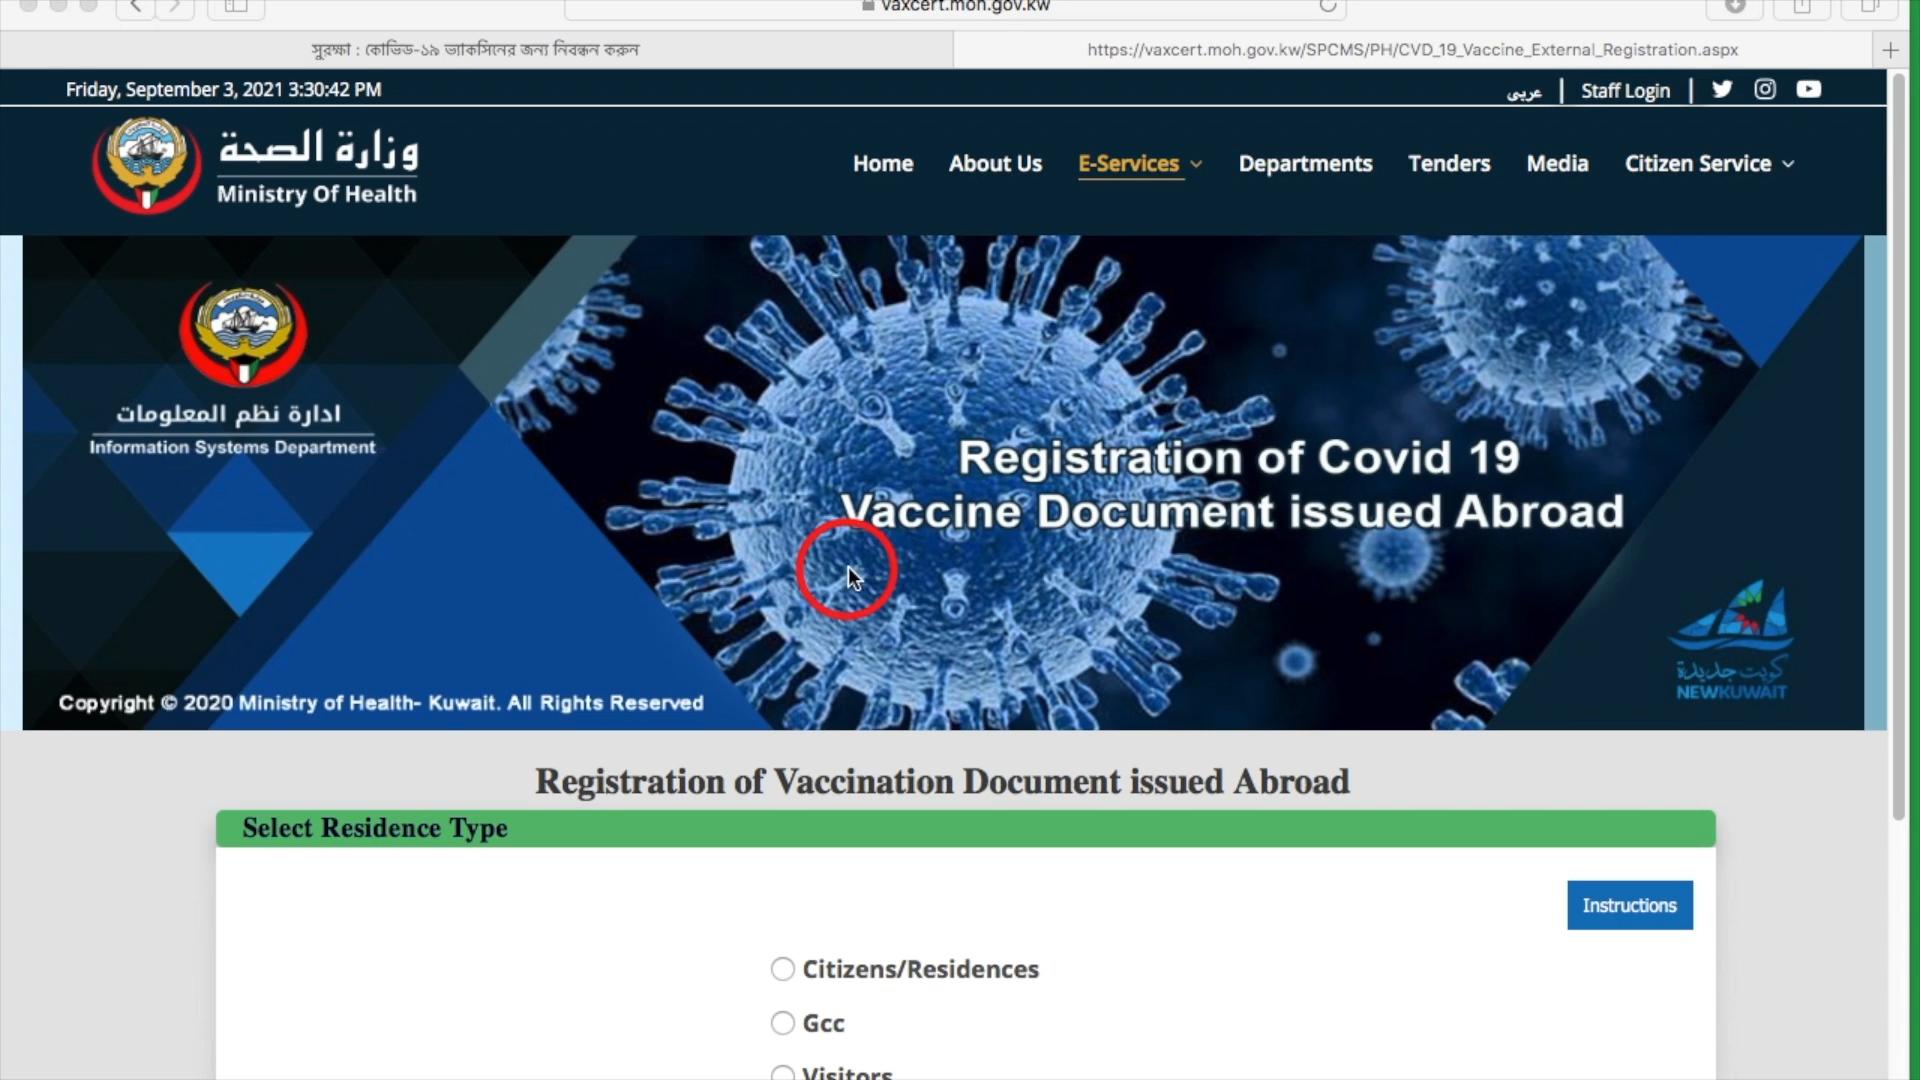 vaxcert.moh.gov.kw
সুরক্ষা : কোভিড-১৯ ভ্যাকসিনের জন্য নিবন্ধন করুন
https://vaxcert.moh.gov.kw/SPCMS/PH/CVD_19_Vaccine_External_Registration.aspx
Friday, September 3, 2021 3:30:42 PM
عربى | Staff Login |
وزارة الصحة
Ministry Of Health
Home About Us E-Services Departments Tenders Media Citizen Service
ادارة نظم المعلومات
Information Systems Department
Registration of Covid 19
Vaccine Document issued Abroad
كويت جديدة
NEWKUWAIT
Copyright © 2020 Ministry of Health- Kuwait. All Rights Reserved
Registration of Vaccination Document issued Abroad
Select Residence Type
Instructions
Citizens/Residences
Gcc
Visitors